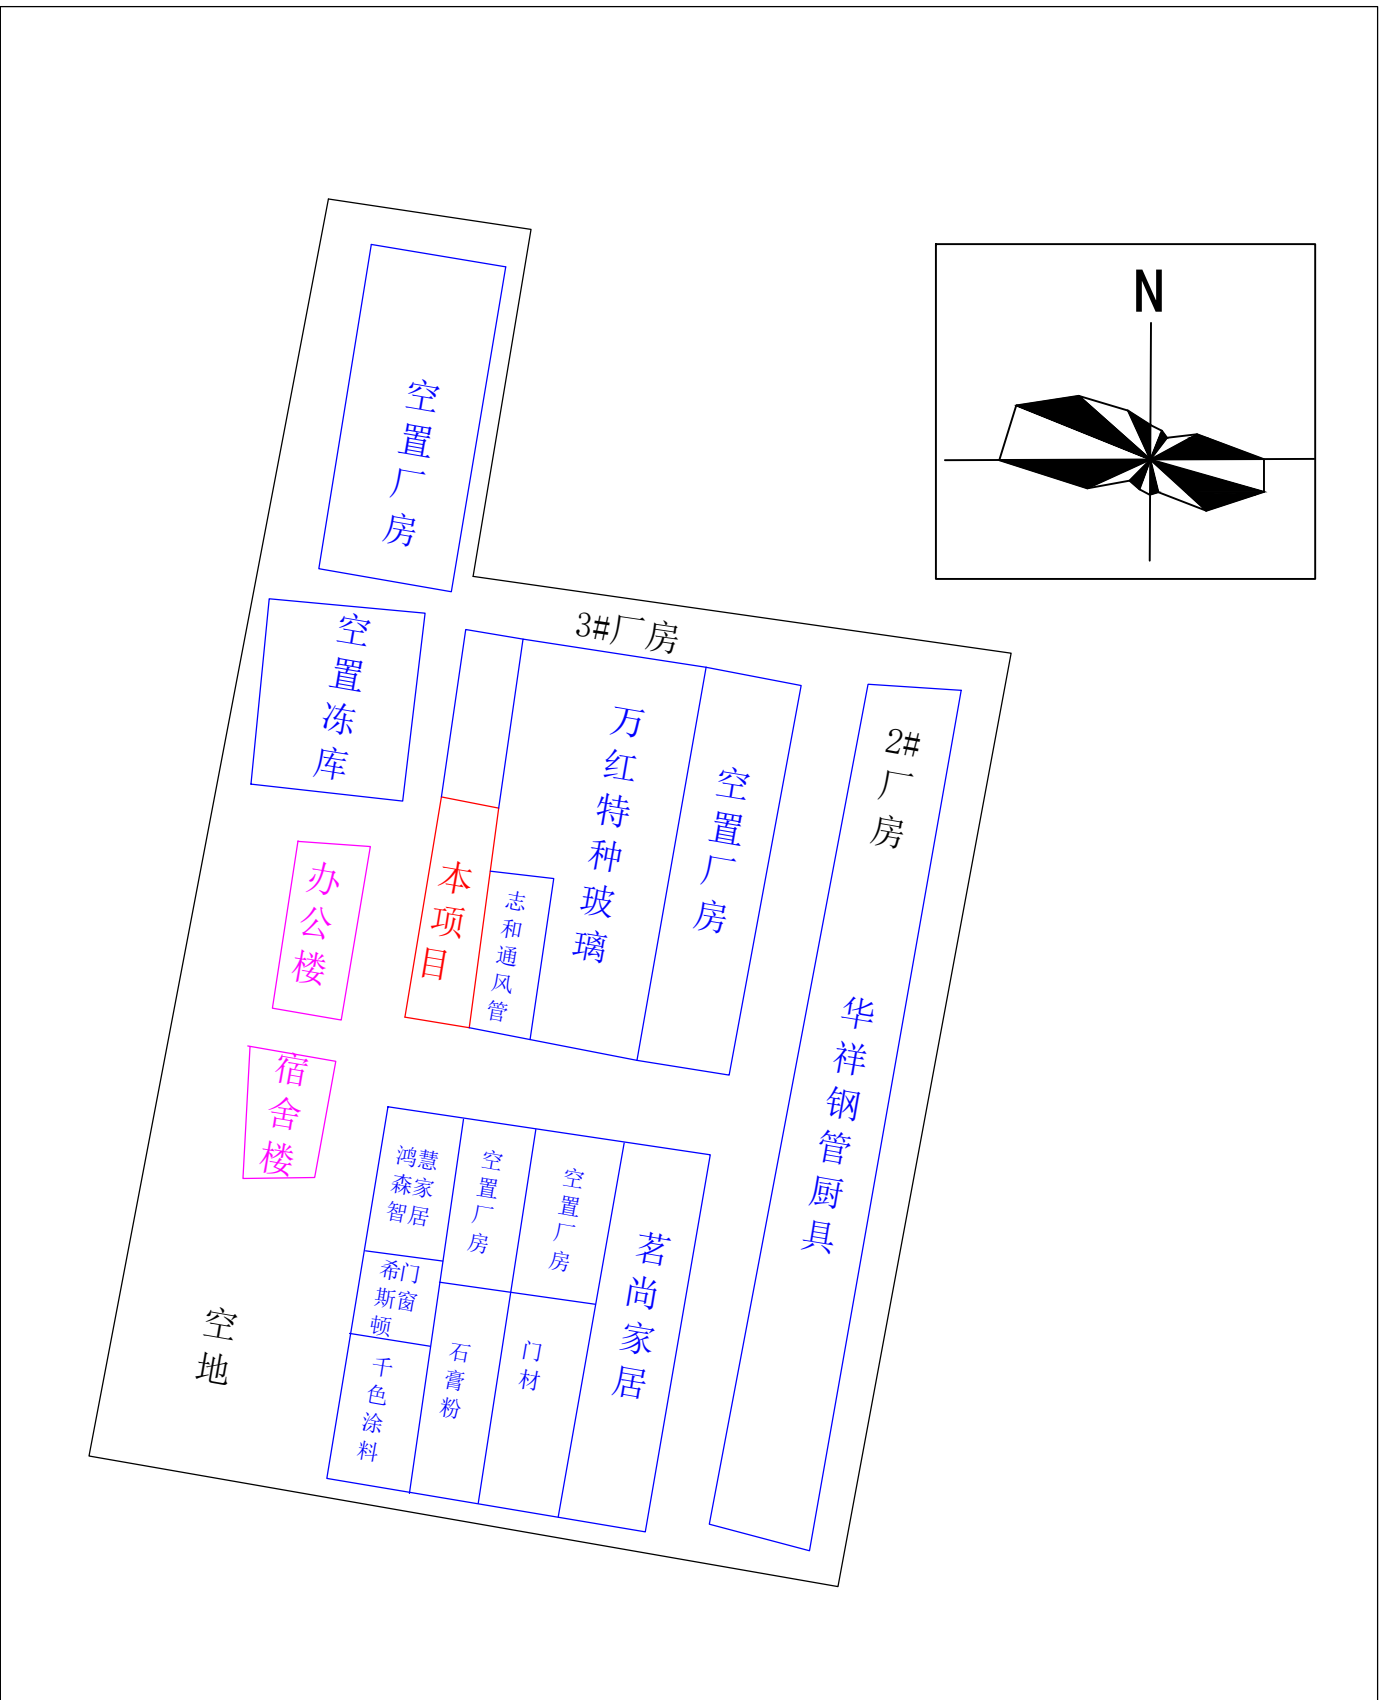 N
空置厂房
3#厂房
空置冻库
万红特种玻璃
空置厂房
2#厂房
本项目
办公楼
志和通风管
华祥钢管厨具
宿舍楼
鸿慧
森家
智居
空置厂房
空置厂房
茗尚家居
希门
斯窗
顿
空地
千色涂料
石膏粉
门材